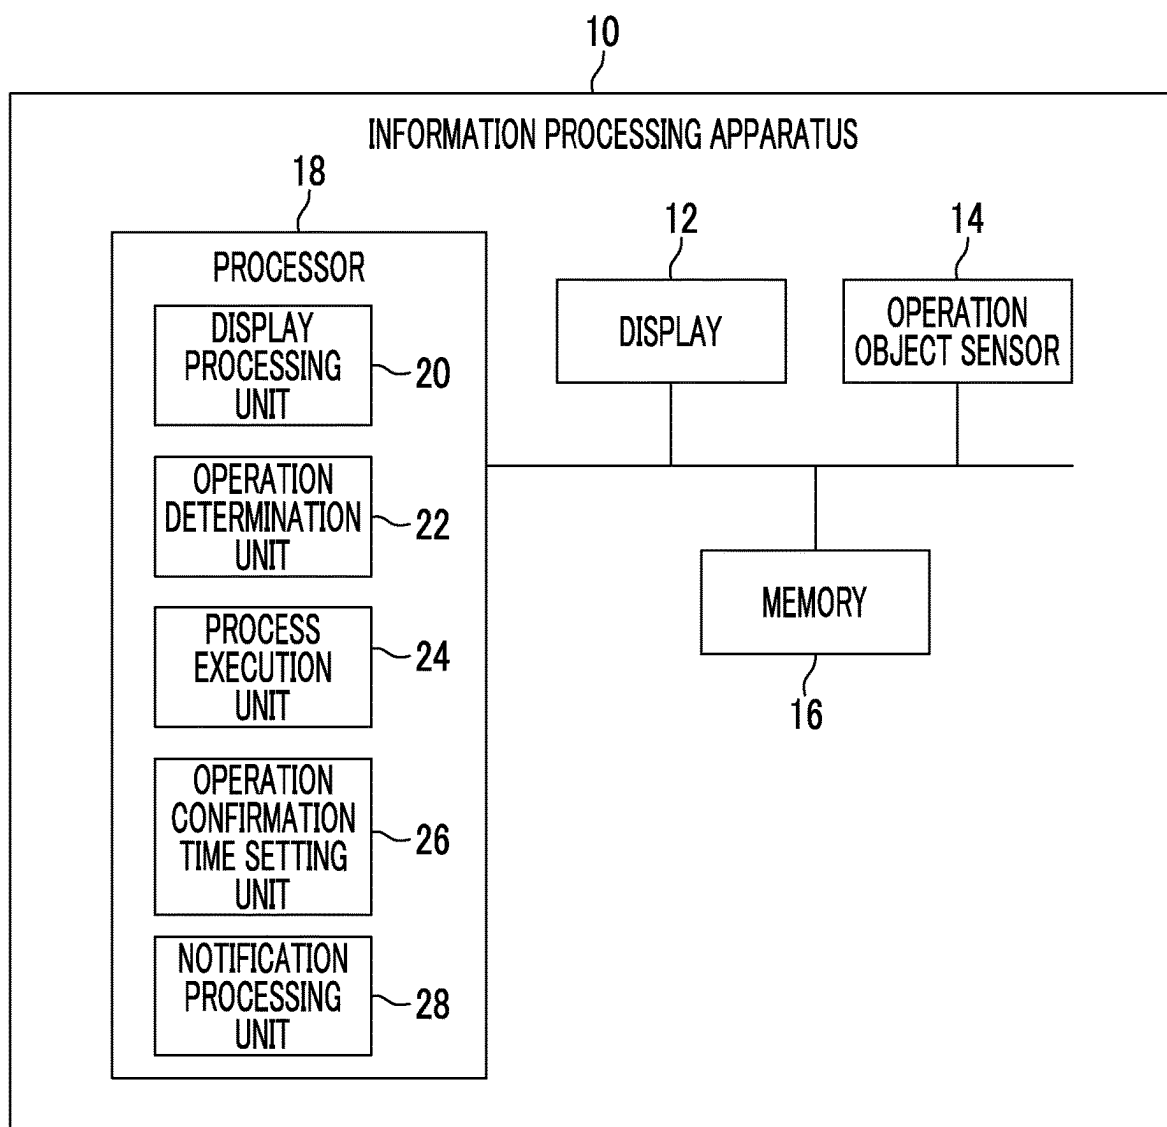 10
INFORMATION PROCESSING APPARATUS
18
PROCESSOR
DISPLAY
PROCESSING
UNIT
20
OPERATION
DETERMINATION
UNIT
22
PROCESS
EXECUTION
UNIT
24
OPERATION
CONFIRMATION
TIME SETTING
UNIT
26
NOTIFICATION
PROCESSING
UNIT
28
12
DISPLAY
14
OPERATION
OBJECT SENSOR
MEMORY
16